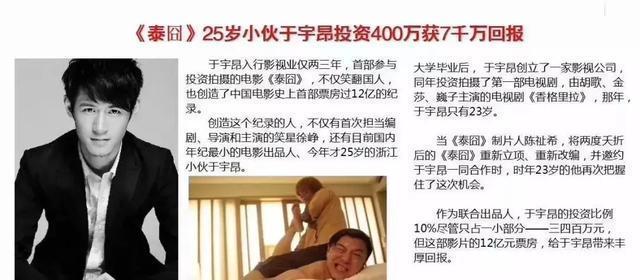 《泰囧》25岁小伙于宇昂投资400万获7千万回报
于宇昂入行影视业仅两三年，首部参与
投资拍摄的电影《泰囧》，不仅笑翻国人，
也创造了中国电影史上首部票房过12亿的纪
录。
创造这个纪录的人，不仅有首次担当编
剧、导演和主演的笑星徐峥，还有目前国内
年纪最小的电影出品人、今年才25岁的浙江
小伙于宇昂。
大学毕业后，于宇昂创立了一家影视公司，
同年投资拍摄了第一部电视剧，由胡歌、金
莎、巍子主演的电视剧《香格里拉》，那年，
于宇昂只有23岁。
当《泰囧》制片人陈祉希，将两度夭折
后的《泰囧》重新立项、重新改编，并邀约
于宇昂一同合作时，时年23岁的他再次把握
住了这次机会。
作为联合出品人，于宇昂的投资比例
10%尽管只占一小部分——三四百万元，
但这部影片的12亿元票房，给于宇昂带来丰
厚回报。